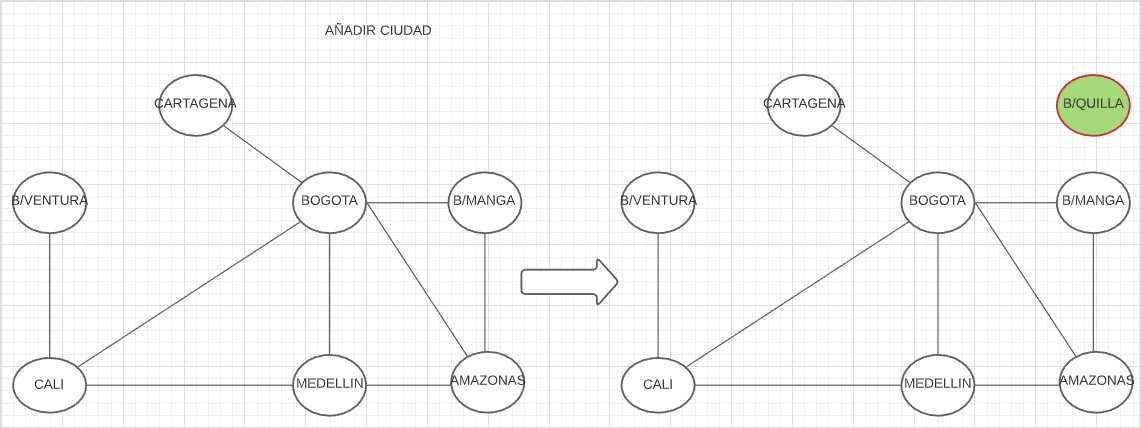 AÑADIR CIUDAD
CARTAGENA
B/VENTURA
BOGOTA
B/MANGA
CALI
MEDELLIN
AMAZONAS
CARTAGENA
B/QUILLA
B/VENTURA
BOGOTA
B/MANGA
CALI
MEDELLIN
AMAZONAS